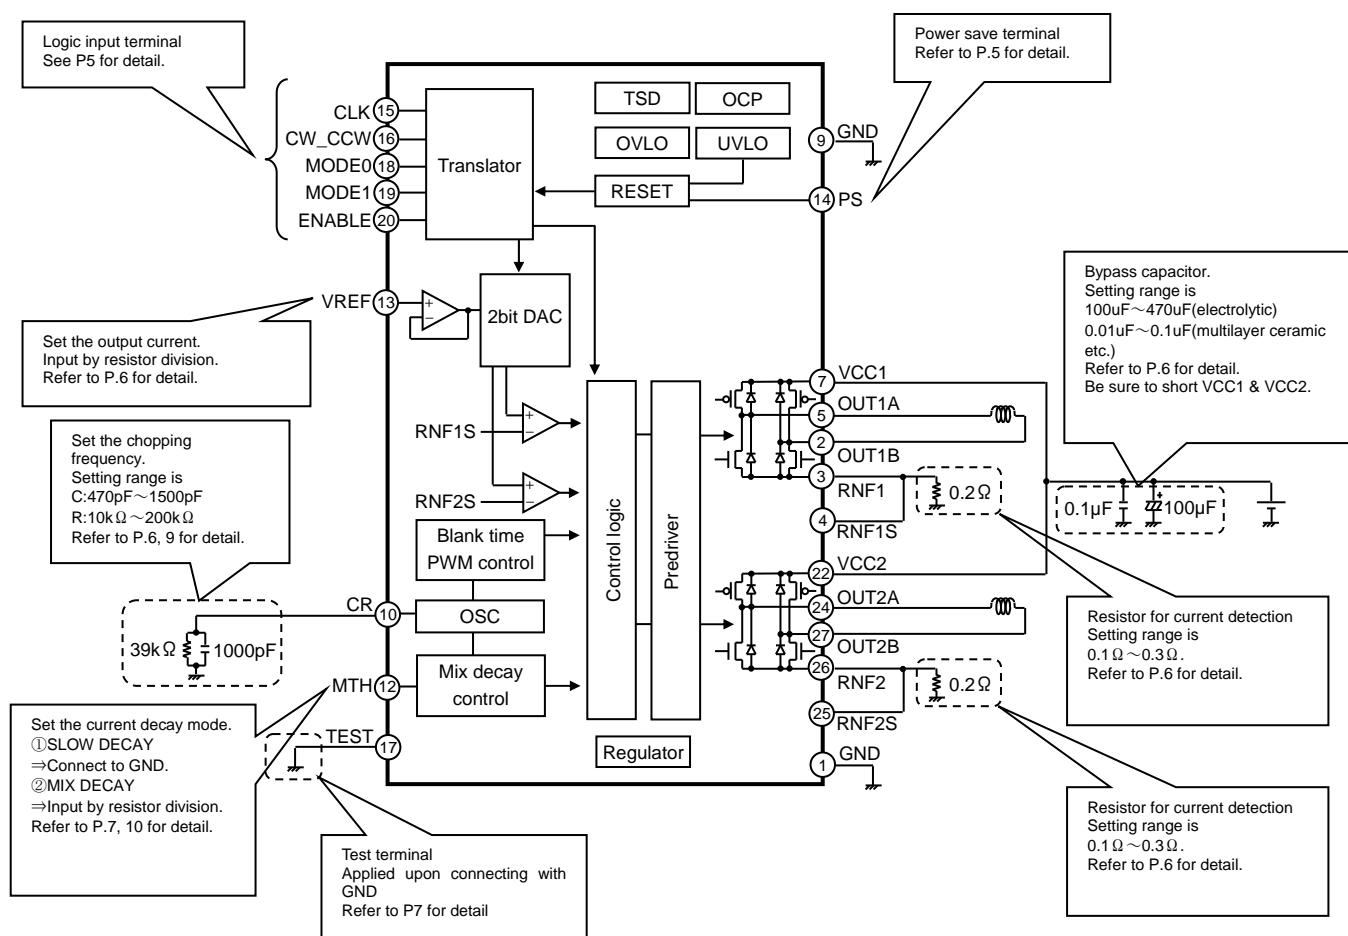 Logic input terminal
See P5 for detail.
Power save terminal
Refer to P.5 for detail.
CLK 15
CW_CCW 16
MODE0 18
MODE1 19
ENABLE 20
Translator
TSD
OCP
OVLO
UVLO
RESET
9 GND
14 PS
VREF 13
+
−
2bit DAC
Set the output current.
Input by resistor division.
Refer to P.6 for detail.
Bypass capacitor.
Setting range is
100uF～470uF(electrolytic)
0.01uF～0.1uF(multilayer ceramic
etc.)
Refer to P.6 for detail.
Be sure to short VCC1 & VCC2.
Set the chopping
frequency.
Setting range is
C:470pF～1500pF
R:10kΩ～200kΩ
Refer to P.6, 9 for detail.
RNF1S
+
−
RNF2S
+
−
Blank time
PWM control
OSC
Mix decay
control
Control logic
Predriver
Regulator
7 VCC1
5 OUT1A
2
OUT1B
3
RNF1
4
RNF1S
0.2Ω
0.1µF
+
100µF
VCC2
22
OUT2A
24
27
OUT2B
26
RNF2
25
RNF2S
0.2Ω
1 GND
CR 10
39kΩ
1000pF
MTH 12
TEST
17
Set the current decay mode.
①SLOW DECAY
⇒Connect to GND.
②MIX DECAY
⇒Input by resistor division.
Refer to P.7, 10 for detail.
Test terminal
Applied upon connecting with
GND
Refer to P7 for detail
Resistor for current detection
Setting range is
0.1Ω～0.3Ω.
Refer to P.6 for detail.
Resistor for current detection
Setting range is
0.1Ω～0.3Ω.
Refer to P.6 for detail.